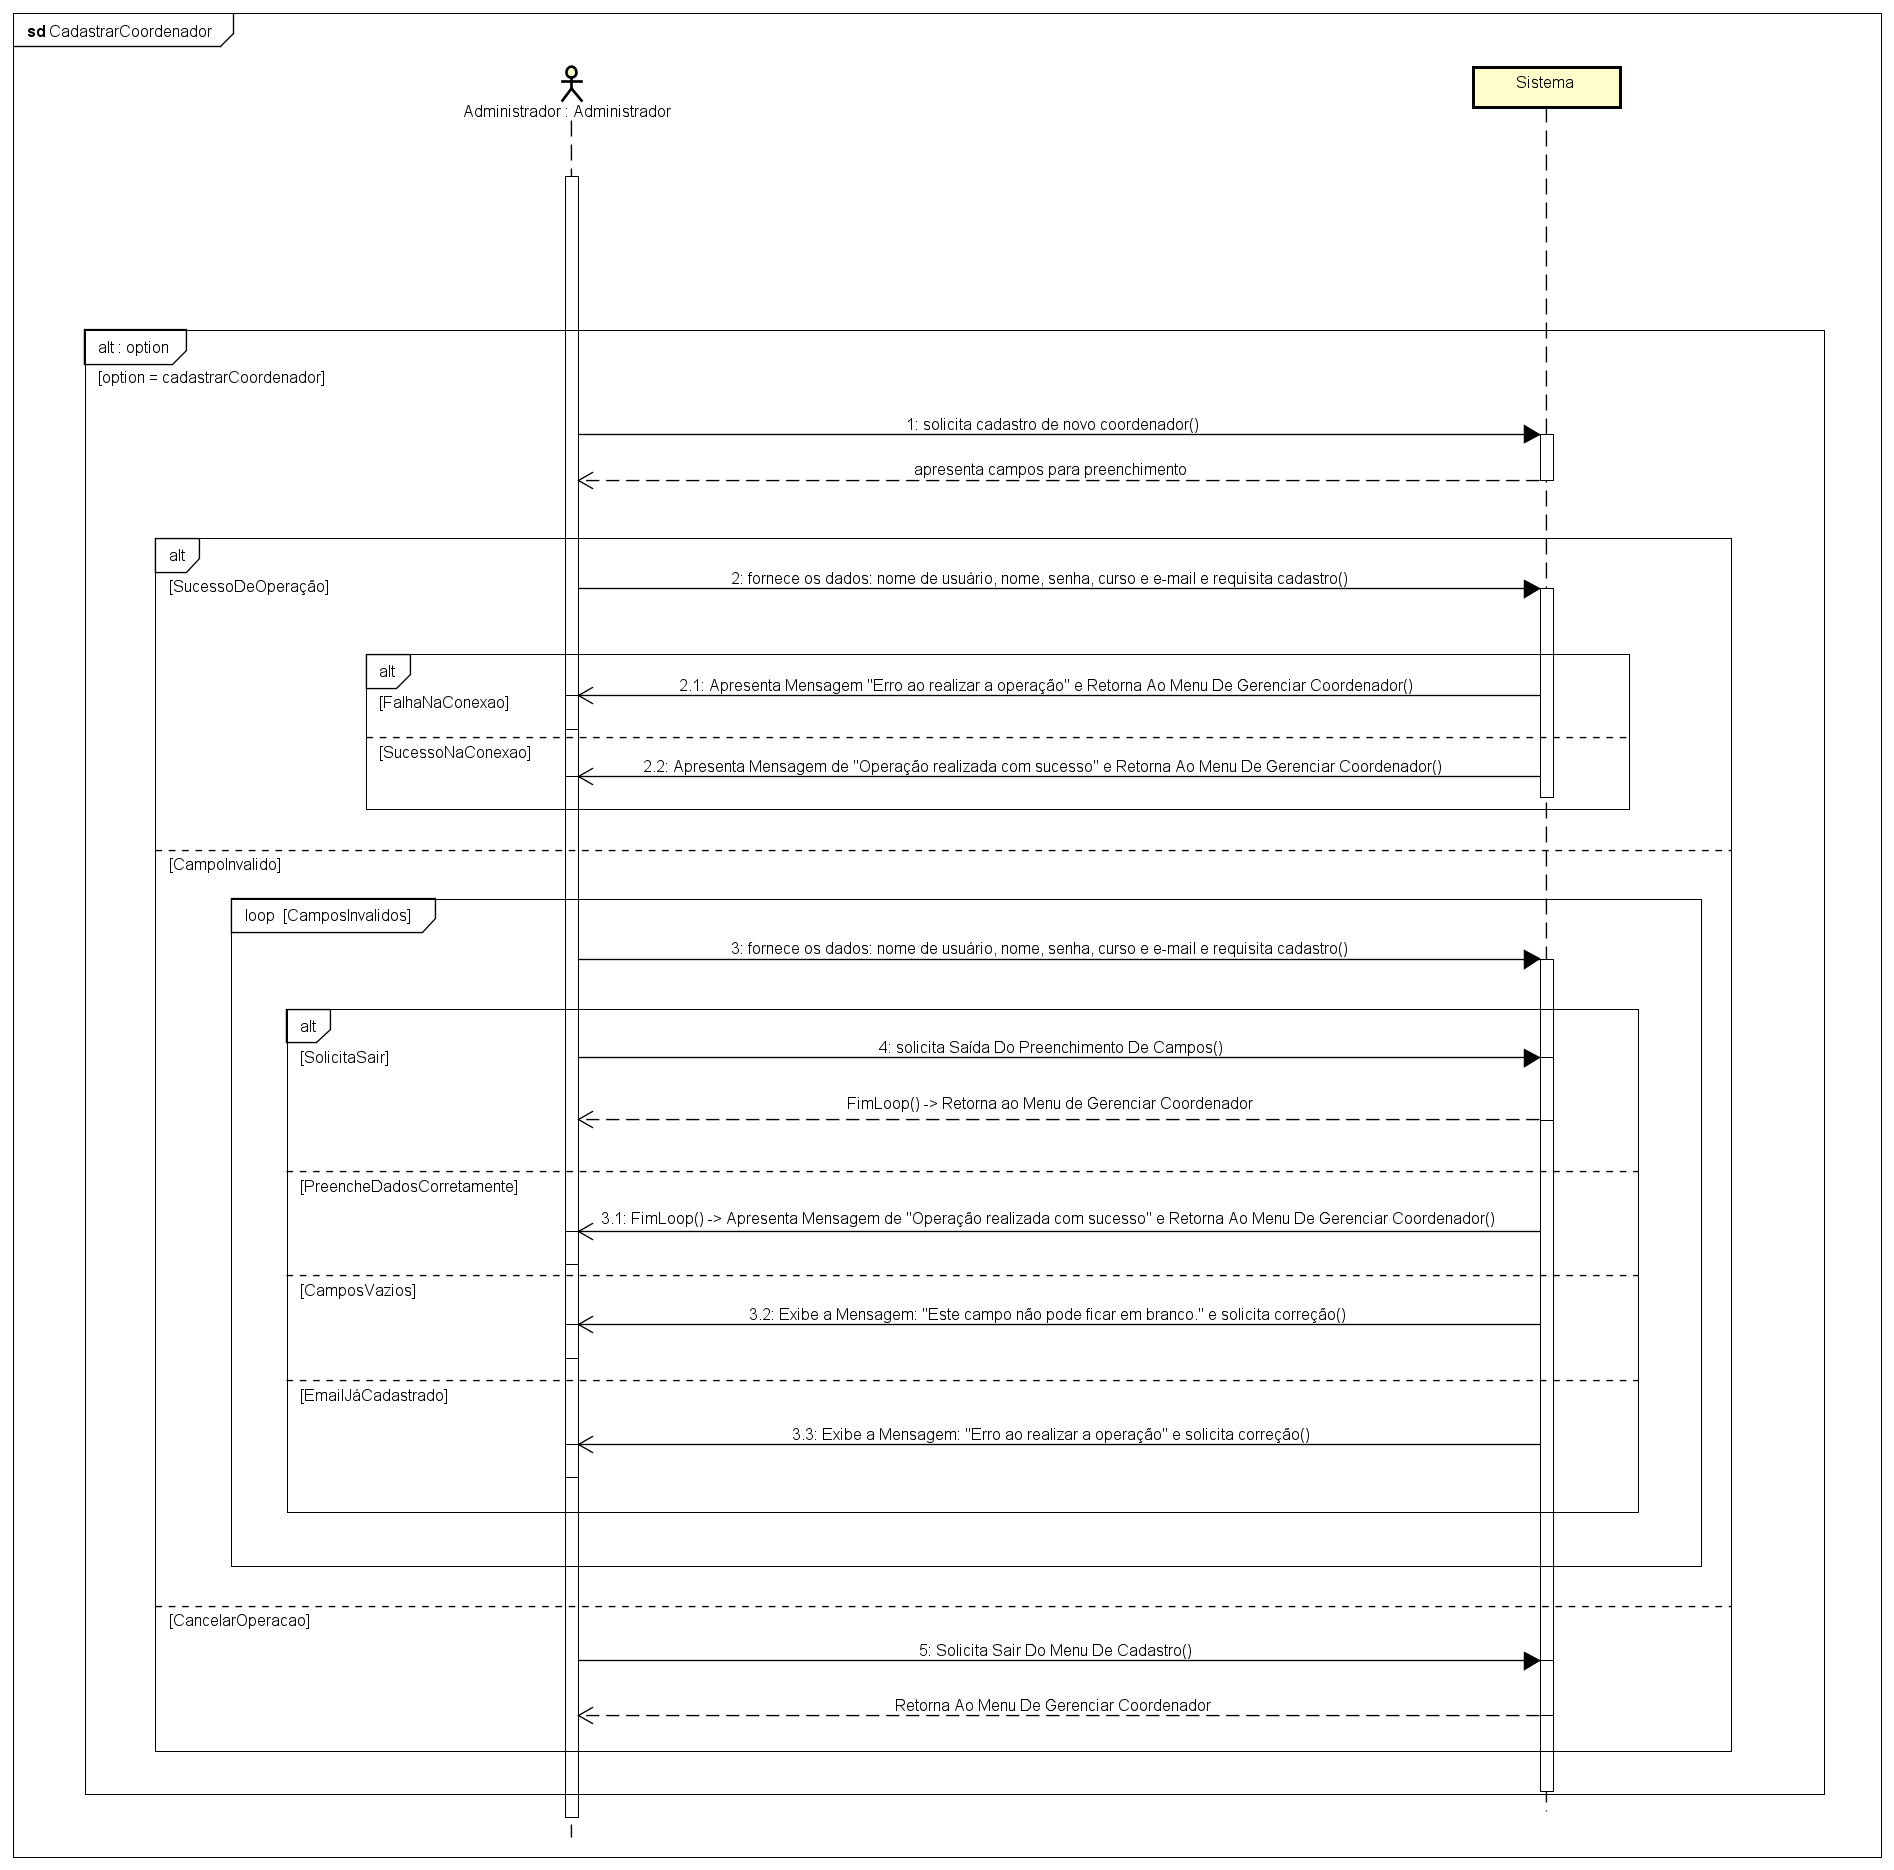 sd CadastrarCoordenador
Administrador : Administrador
Sistema
alt : option
[option = cadastrarCoordenador]
1: solicita cadastro de novo coordenador()
apresenta campos para preenchimento
alt
[SucessoDeOperação]
2: fornece os dados: nome de usuário, nome, senha, curso e e-mail e requisita cadastro()
alt
2.1: Apresenta Mensagem "Erro ao realizar a operação" e Retorna Ao Menu De Gerenciar Coordenador()
[FalhaNaConexao]
[SucessoNaConexao]
2.2: Apresenta Mensagem de "Operação realizada com sucesso" e Retorna Ao Menu De Gerenciar Coordenador()
[CampoInvalido]
loop [CamposInvalidos]
3: fornece os dados: nome de usuário, nome, senha, curso e e-mail e requisita cadastro()
alt
[SolicitaSair]
4: solicita Saída Do Preenchimento De Campos()
FimLoop() -> Retorna ao Menu de Gerenciar Coordenador
[PreencheDadosCorretamente]
3.1: FimLoop() -> Apresenta Mensagem de "Operação realizada com sucesso" e Retorna Ao Menu De Gerenciar Coordenador()
[CamposVazios]
3.2: Exibe a Mensagem: "Este campo não pode ficar em branco." e solicita correção()
[EmailJáCadastrado]
3.3: Exibe a Mensagem: "Erro ao realizar a operação" e solicita correção()
[CancelarOperacao]
5: Solicita Sair Do Menu De Cadastro()
Retorna Ao Menu De Gerenciar Coordenador